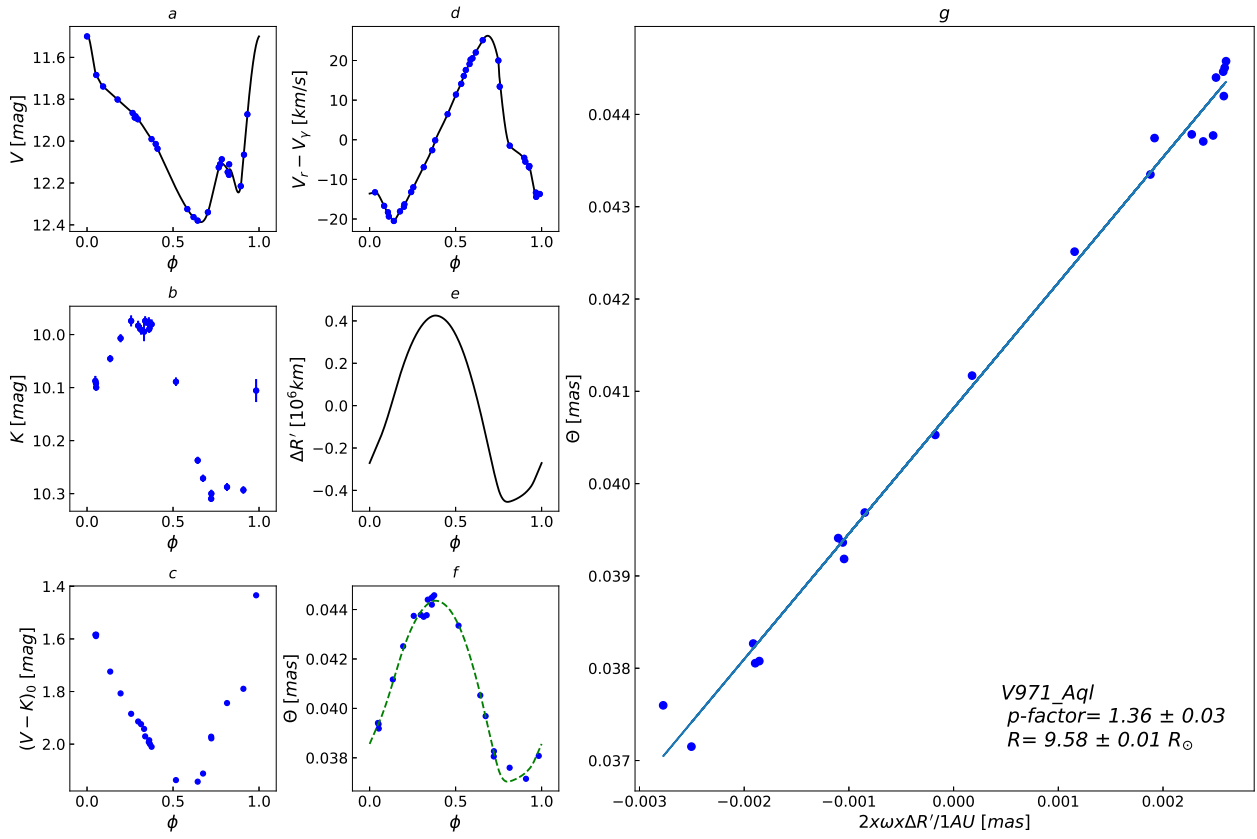 a
11.6
11.8
12.0
12.2
12.4
V [mag]
0.0 0.5 1.0
ϕ
b
10.0
10.1
10.2
10.3
K [mag]
0.0 0.5 1.0
ϕ
c
1.4
1.6
1.8
2.0
(V − K)₀ [mag]
0.0 0.5 1.0
ϕ
d
20
10
0
−10
−20
Vᵣ − Vᵧ [km/s]
0.0 0.5 1.0
ϕ
e
0.4
0.2
0.0
−0.2
−0.4
ΔR′ [10⁶km]
0.0 0.5 1.0
ϕ
f
0.044
0.042
0.040
0.038
Θ [mas]
0.0 0.5 1.0
ϕ
g
0.044
0.043
0.042
0.041
0.040
0.039
0.038
0.037
Θ [mas]
V971_Aql
p-factor= 1.36 ± 0.03
R= 9.58 ± 0.01 R⊙
−0.003 −0.002 −0.001 0.000 0.001 0.002
2xωxΔR′/1AU [mas]